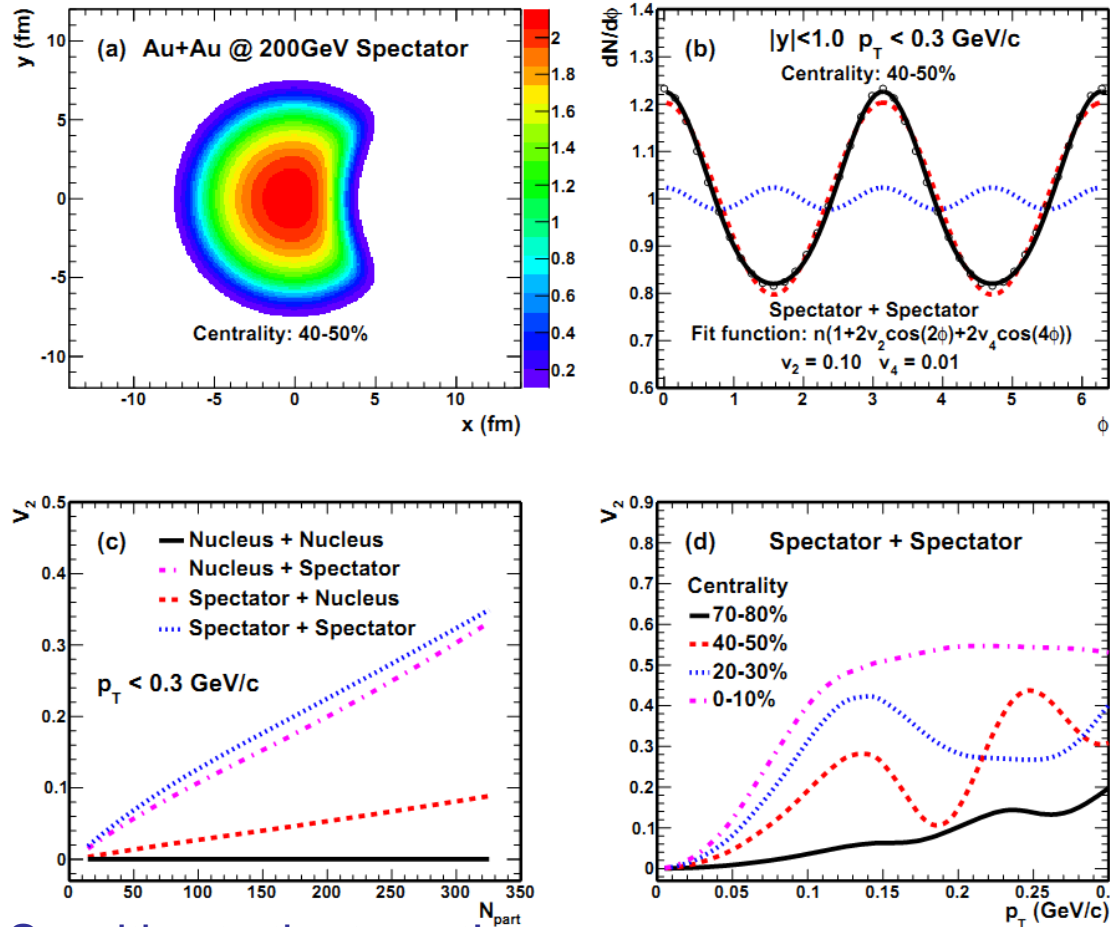 (a) Au+Au @ 200GeV Spectator
y (fm)
10
5
0
-5
-10
Centrality: 40-50%
-10 -5 0 5 10
x (fm)
2
1.8
1.6
1.4
1.2
1
0.8
0.6
0.4
0.2
(b) |y|<1.0 p_T < 0.3 GeV/c
Centrality: 40-50%
dN/dϕ
1.4
1.3
1.2
1.1
1.0
0.9
0.8
0.7
0.6
Spectator + Spectator
Fit function: n(1+2v₂cos(2ϕ)+2v₄cos(4ϕ))
v₂ = 0.10 v₄ = 0.01
0 1 2 3 4 5 6
ϕ
V₂
0.5
0.4
0.3
0.2
0.1
0
(c)
Nucleus + Nucleus
Nucleus + Spectator
Spectator + Nucleus
Spectator + Spectator
p_T < 0.3 GeV/c
0 50 100 150 200 250 300 350
N_part
V₂
0.9
0.8
0.7
0.6
0.5
0.4
0.3
0.2
0.1
0
(d) Spectator + Spectator
Centrality
70-80%
40-50%
20-30%
0-10%
0 0.05 0.1 0.15 0.2 0.25 0.
p_T (GeV/c)